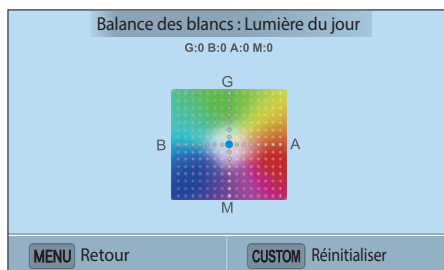 Balance des blancs : Lumière du jour
G:0 B:0 A:0 M:0
G
B A
M
MENU Retour CUSTOM Réinitialiser